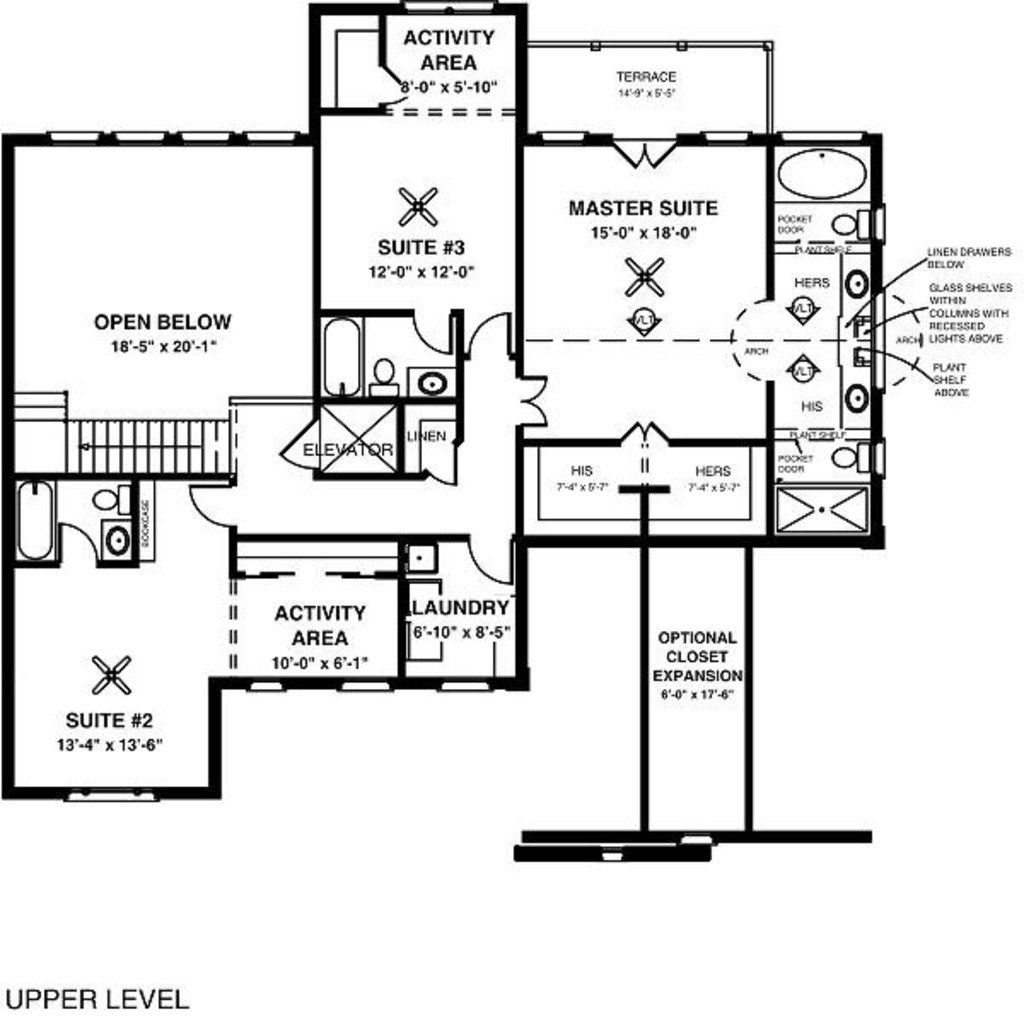 ACTIVITY
AREA
8'-0" x 5'-10"
TERRACE
14'-9" x 5'-5"
MASTER SUITE
15'-0" x 18'-0"
SUITE #3
12'-0" x 12'-0"
POCKET
DOOR
PLANT SHELF
HERS
VLT
LINEN DRAWERS
BELOW
GLASS SHELVES
WITHIN
COLUMNS WITH
RECESSED
LIGHTS ABOVE
OPEN BELOW
18'-5" x 20'-1"
VLT
ARCH
ARCH
VLT
PLANT
SHELF
ABOVE
HIS
PLANT SHELF
POCKET
DOOR
ELEVATOR
LINEN
HIS
7'-4" x 5'-7"
HERS
7'-4" x 5'-7"
BOOKCASE
ACTIVITY
AREA
10'-0" x 6'-1"
LAUNDRY
6'-10" x 8'-5"
OPTIONAL
CLOSET
EXPANSION
6'-0" x 17'-6"
SUITE #2
13'-4" x 13'-6"
UPPER LEVEL